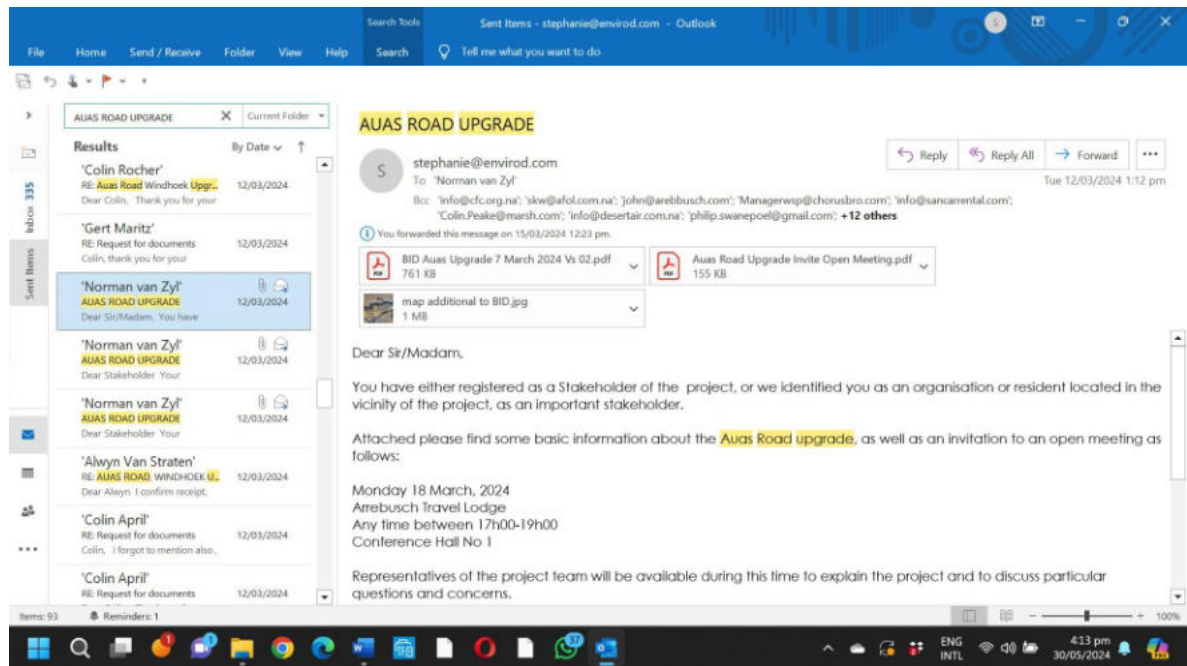 Search Tools
Sent Items - stephanie@envirod.com - Outlook
S
File Home Send / Receive Folder View Help Search Tell me what you want to do
AUAS ROAD UPGRADE
Current Folder
Results By Date
'Colin Rocher'
RE: Auas Road Windhoek Upgr... 12/03/2024
Dear Colin, Thank you for your
'Gert Maritz'
RE: Request for documents 12/03/2024
Colin, thank you for your
'Norman van Zyl'
AUAS ROAD UPGRADE 12/03/2024
Dear Sir/Madam, You have
'Norman van Zyl'
AUAS ROAD UPGRADE 12/03/2024
Dear Stakeholder Your
'Norman van Zyl'
AUAS ROAD UPGRADE 12/03/2024
Dear Stakeholder Your
'Alwyn Van Straten'
RE: AUAS ROAD, WINDHOEK U... 12/03/2024
Dear Alwyn I confirm receipt.
'Colin April'
RE: Request for documents 12/03/2024
Colin, I forgot to mention also ,
'Colin April'
RE: Request for documents 12/03/2024
Inbox 335
Sent Items
AUAS ROAD UPGRADE
S
stephanie@envirod.com
Reply Reply All Forward
To 'Norman van Zyl'
Tue 12/03/2024 1:12 pm
Bcc 'info@cfc.org.na'; 'skw@afol.com.na'; 'john@arebbusch.com'; 'Managerwsp@chorusbro.com'; 'info@sancarrental.com';
'Colin.Peake@marsh.com'; 'info@desertair.com.na'; 'philip.swanepoel@gmail.com'; +12 others
You forwarded this message on 15/03/2024 12:23 pm.
BID Auas Upgrade 7 March 2024 Vs 02.pdf
761 KB
Auas Road Upgrade Invite Open Meeting.pdf
155 KB
map additional to BID.jpg
1 MB
Dear Sir/Madam,
You have either registered as a Stakeholder of the project, or we identified you as an organisation or resident located in the
vicinity of the project, as an important stakeholder.
Attached please find some basic information about the Auas Road upgrade, as well as an invitation to an open meeting as
follows:
Monday 18 March, 2024
Arrebusch Travel Lodge
Any time between 17h00-19h00
Conference Hall No 1
Representatives of the project team will be available during this time to explain the project and to discuss particular
questions and concerns.
Items: 93 Reminders: 1
100%
37
ENG
INTL
4:13 pm
30/05/2024